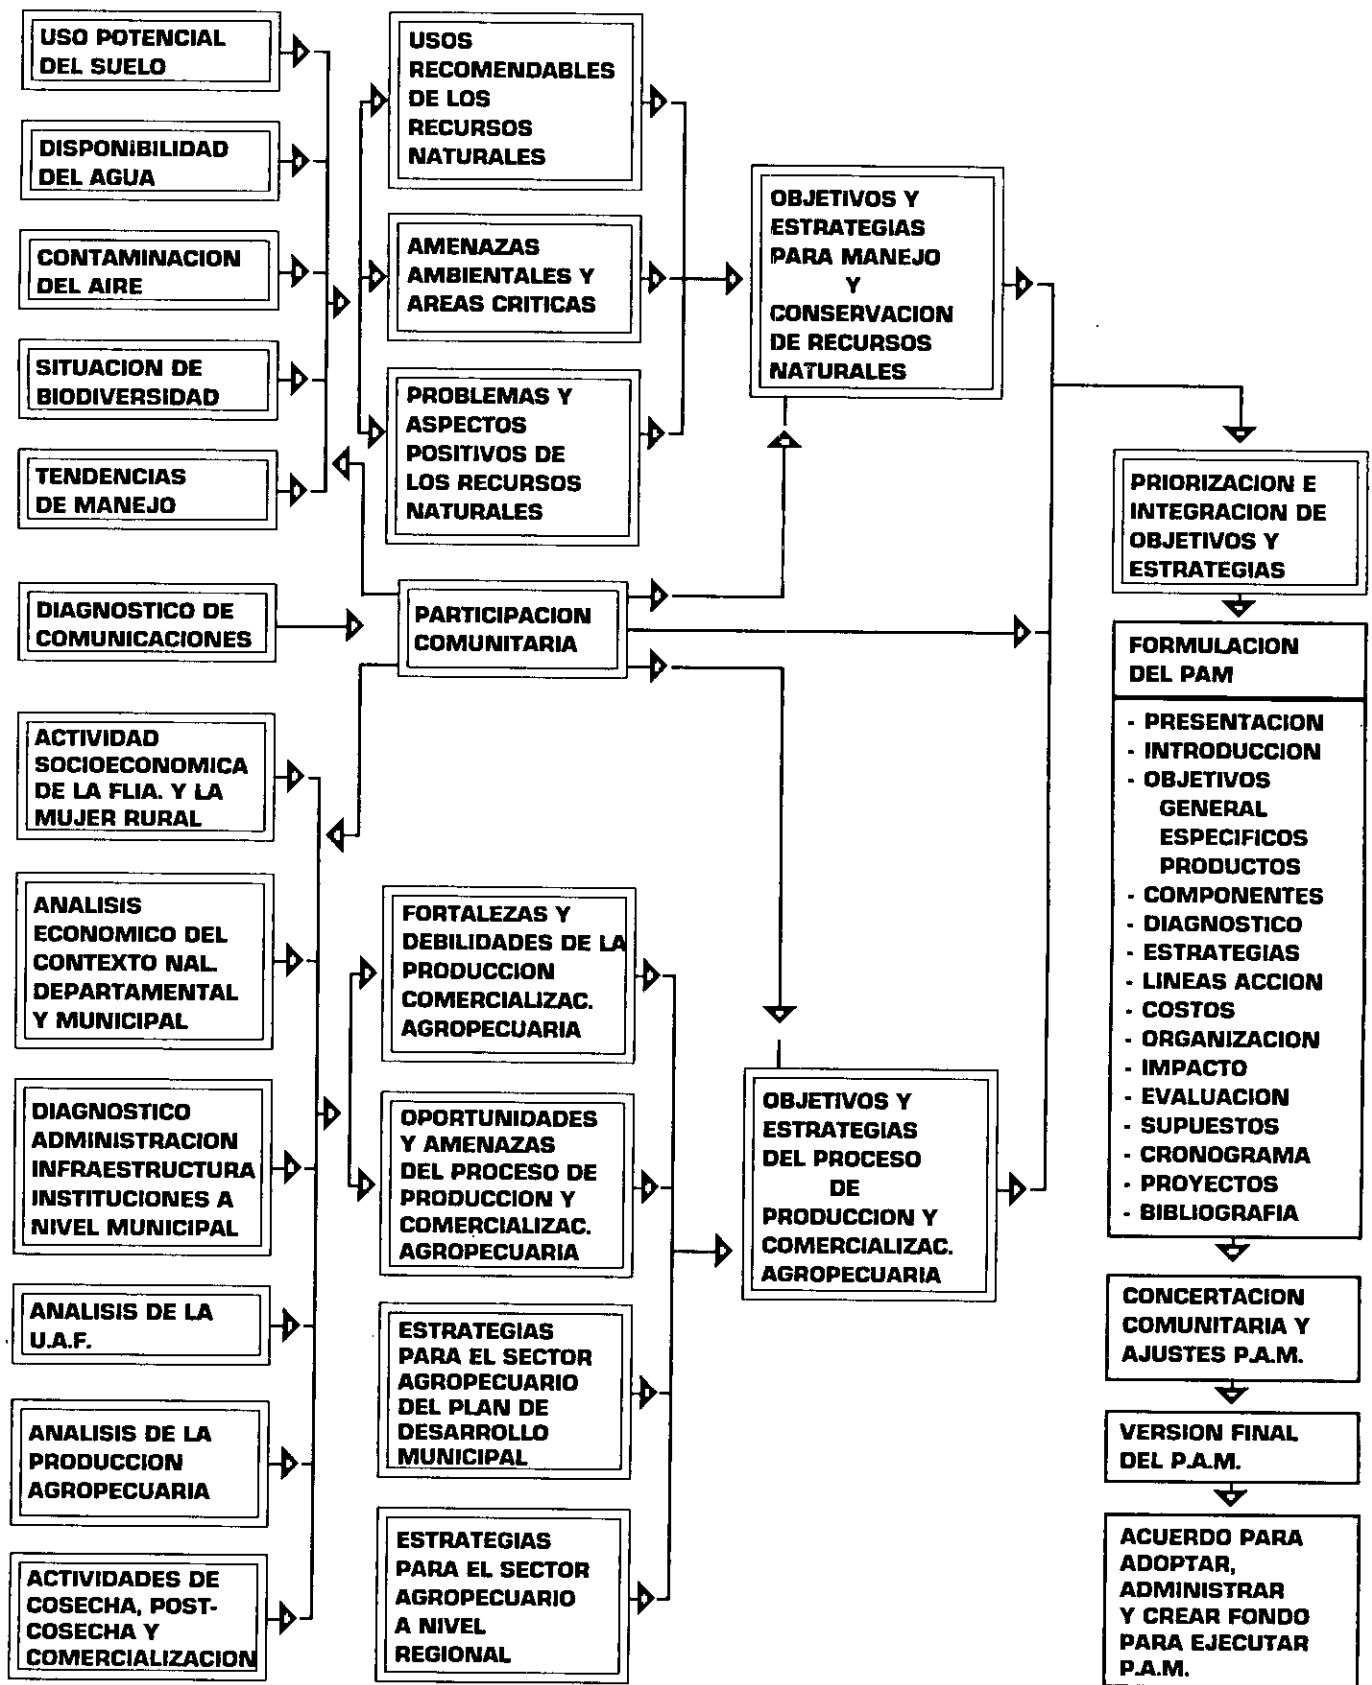 USO POTENCIAL
DEL SUELO
DISPONIBILIDAD
DEL AGUA
CONTAMINACION
DEL AIRE
SITUACION DE
BIODIVERSIDAD
TENDENCIAS
DE MANEJO
DIAGNOSTICO DE
COMUNICACIONES
ACTIVIDAD
SOCIOECONOMICA
DE LA FLIA. Y LA
MUJER RURAL
ANALISIS
ECONOMICO DEL
CONTEXTO NAL.
DEPARTAMENTAL
Y MUNICIPAL
DIAGNOSTICO
ADMINISTRACION
INFRAESTRUCTURA
INSTITUCIONES A
NIVEL MUNICIPAL
ANALISIS DE LA
U.A.F.
ANALISIS DE LA
PRODUCCION
AGROPECUARIA
ACTIVIDADES DE
COSECHA, POST-
COSECHA Y
COMERCIALIZACION
USOS
RECOMENDABLES
DE LOS
RECURSOS
NATURALES
AMENAZAS
AMBIENTALES Y
AREAS CRITICAS
PROBLEMAS Y
ASPECTOS
POSITIVOS DE
LOS RECURSOS
NATURALES
PARTICIPACION
COMUNITARIA
FORTALEZAS Y
DEBILIDADES DE LA
PRODUCCION
COMERCIALIZAC.
AGROPECUARIA
OPORTUNIDADES
Y AMENAZAS
DEL PROCESO DE
PRODUCCION Y
COMERCIALIZAC.
AGROPECUARIA
ESTRATEGIAS
PARA EL SECTOR
AGROPECUARIO
DEL PLAN DE
DESARROLLO
MUNICIPAL
ESTRATEGIAS
PARA EL SECTOR
AGROPECUARIO
A NIVEL
REGIONAL
OBJETIVOS Y
ESTRATEGIAS
PARA MANEJO
Y
CONSERVACION
DE RECURSOS
NATURALES
OBJETIVOS Y
ESTRATEGIAS
DEL PROCESO
DE
PRODUCCION Y
COMERCIALIZAC.
AGROPECUARIA
PRIORIZACION E
INTEGRACION DE
OBJETIVOS Y
ESTRATEGIAS
FORMULACION
DEL PAM
- PRESENTACION
- INTRODUCCION
- OBJETIVOS
GENERAL
ESPECIFICOS
PRODUCTOS
- COMPONENTES
- DIAGNOSTICO
- ESTRATEGIAS
- LINEAS ACCION
- COSTOS
- ORGANIZACION
- IMPACTO
- EVALUACION
- SUPUESTOS
- CRONOGRAMA
- PROYECTOS
- BIBLIOGRAFIA
CONCERTACION
COMUNITARIA Y
AJUSTES P.A.M.
VERSION FINAL
DEL P.A.M.
ACUERDO PARA
ADOPTAR,
ADMINISTRAR
Y CREAR FONDO
PARA EJECUTAR
P.A.M.